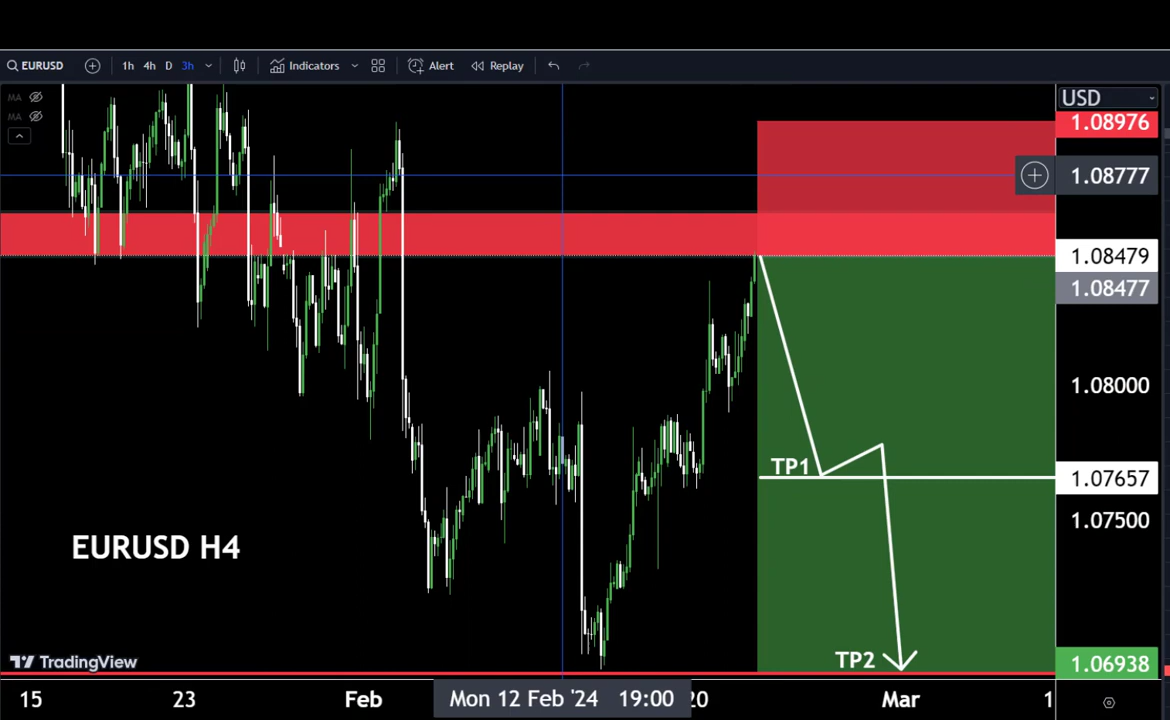 EURUSD 1h 4h D 3h Indicators Alert Replay
MA
MA
USD
1.08976
1.08777
1.08479
1.08477
1.08000
TP1
1.07657
1.07500
EURUSD H4
TP2
1.06938
TradingView
15 23 Feb Mon 12 Feb '24 19:00 20 Mar 1